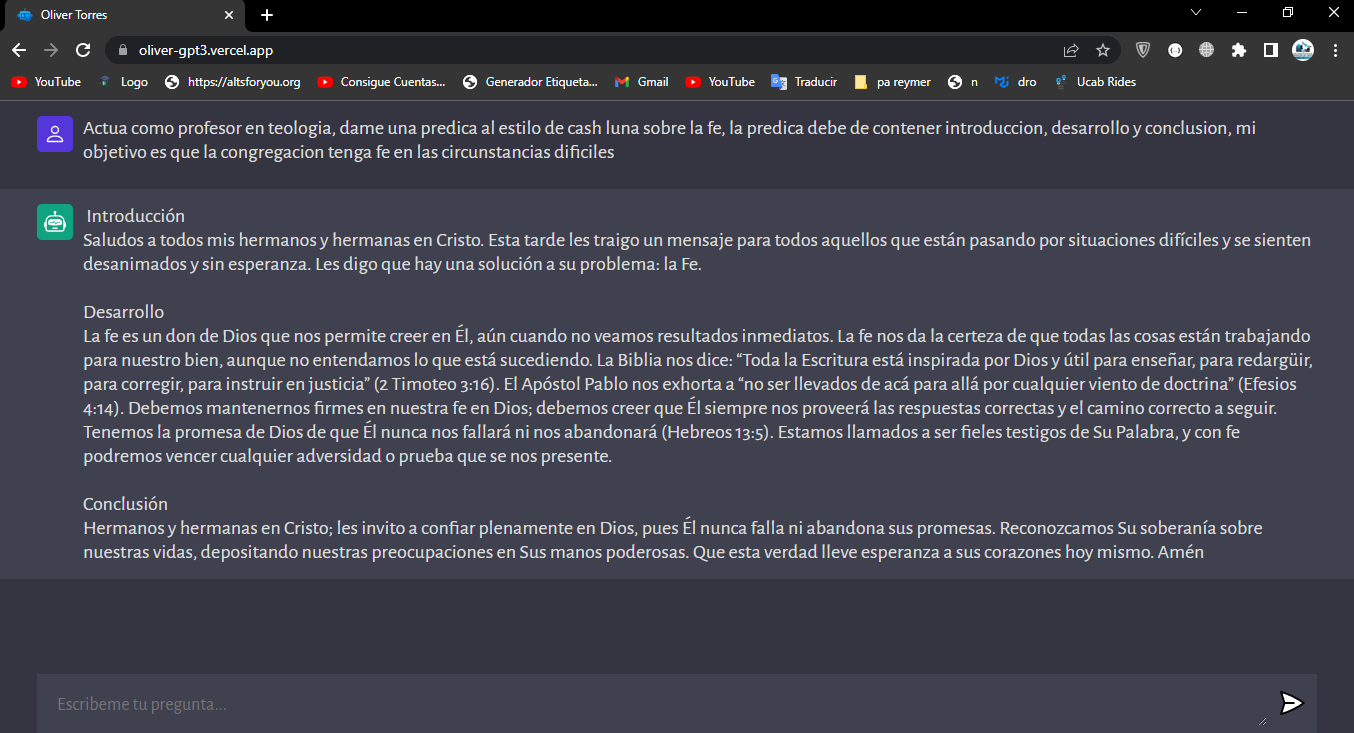 Oliver Torres
oliver-gpt3.vercel.app
YouTube Logo https://altsforyou.org Consigue Cuentas... Generador Etiqueta... Gmail YouTube Traducir pa reymer n dro Ucab Rides
Actua como profesor en teologia, dame una predica al estilo de cash luna sobre la fe, la predica debe de contener introduccion, desarrollo y conclusion, mi
objetivo es que la congregacion tenga fe en las circunstancias dificiles
Introducción
Saludos a todos mis hermanos y hermanas en Cristo. Esta tarde les traigo un mensaje para todos aquellos que están pasando por situaciones difíciles y se sienten
desanimados y sin esperanza. Les digo que hay una solución a su problema: la Fe.
Desarrollo
La fe es un don de Dios que nos permite creer en Él, aún cuando no veamos resultados inmediatos. La fe nos da la certeza de que todas las cosas están trabajando
para nuestro bien, aunque no entendamos lo que está sucediendo. La Biblia nos dice: “Toda la Escritura está inspirada por Dios y útil para enseñar, para redargüir,
para corregir, para instruir en justicia” (2 Timoteo 3:16). El Apóstol Pablo nos exhorta a “no ser llevados de acá para allá por cualquier viento de doctrina” (Efesios
4:14). Debemos mantenernos firmes en nuestra fe en Dios; debemos creer que Él siempre nos proveerá las respuestas correctas y el camino correcto a seguir.
Tenemos la promesa de Dios de que Él nunca nos fallará ni nos abandonará (Hebreos 13:5). Estamos llamados a ser fieles testigos de Su Palabra, y con fe
podremos vencer cualquier adversidad o prueba que se nos presente.
Conclusión
Hermanos y hermanas en Cristo; les invito a confiar plenamente en Dios, pues Él nunca falla ni abandona sus promesas. Reconozcamos Su soberanía sobre
nuestras vidas, depositando nuestras preocupaciones en Sus manos poderosas. Que esta verdad lleve esperanza a sus corazones hoy mismo. Amén
Escribeme tu pregunta...